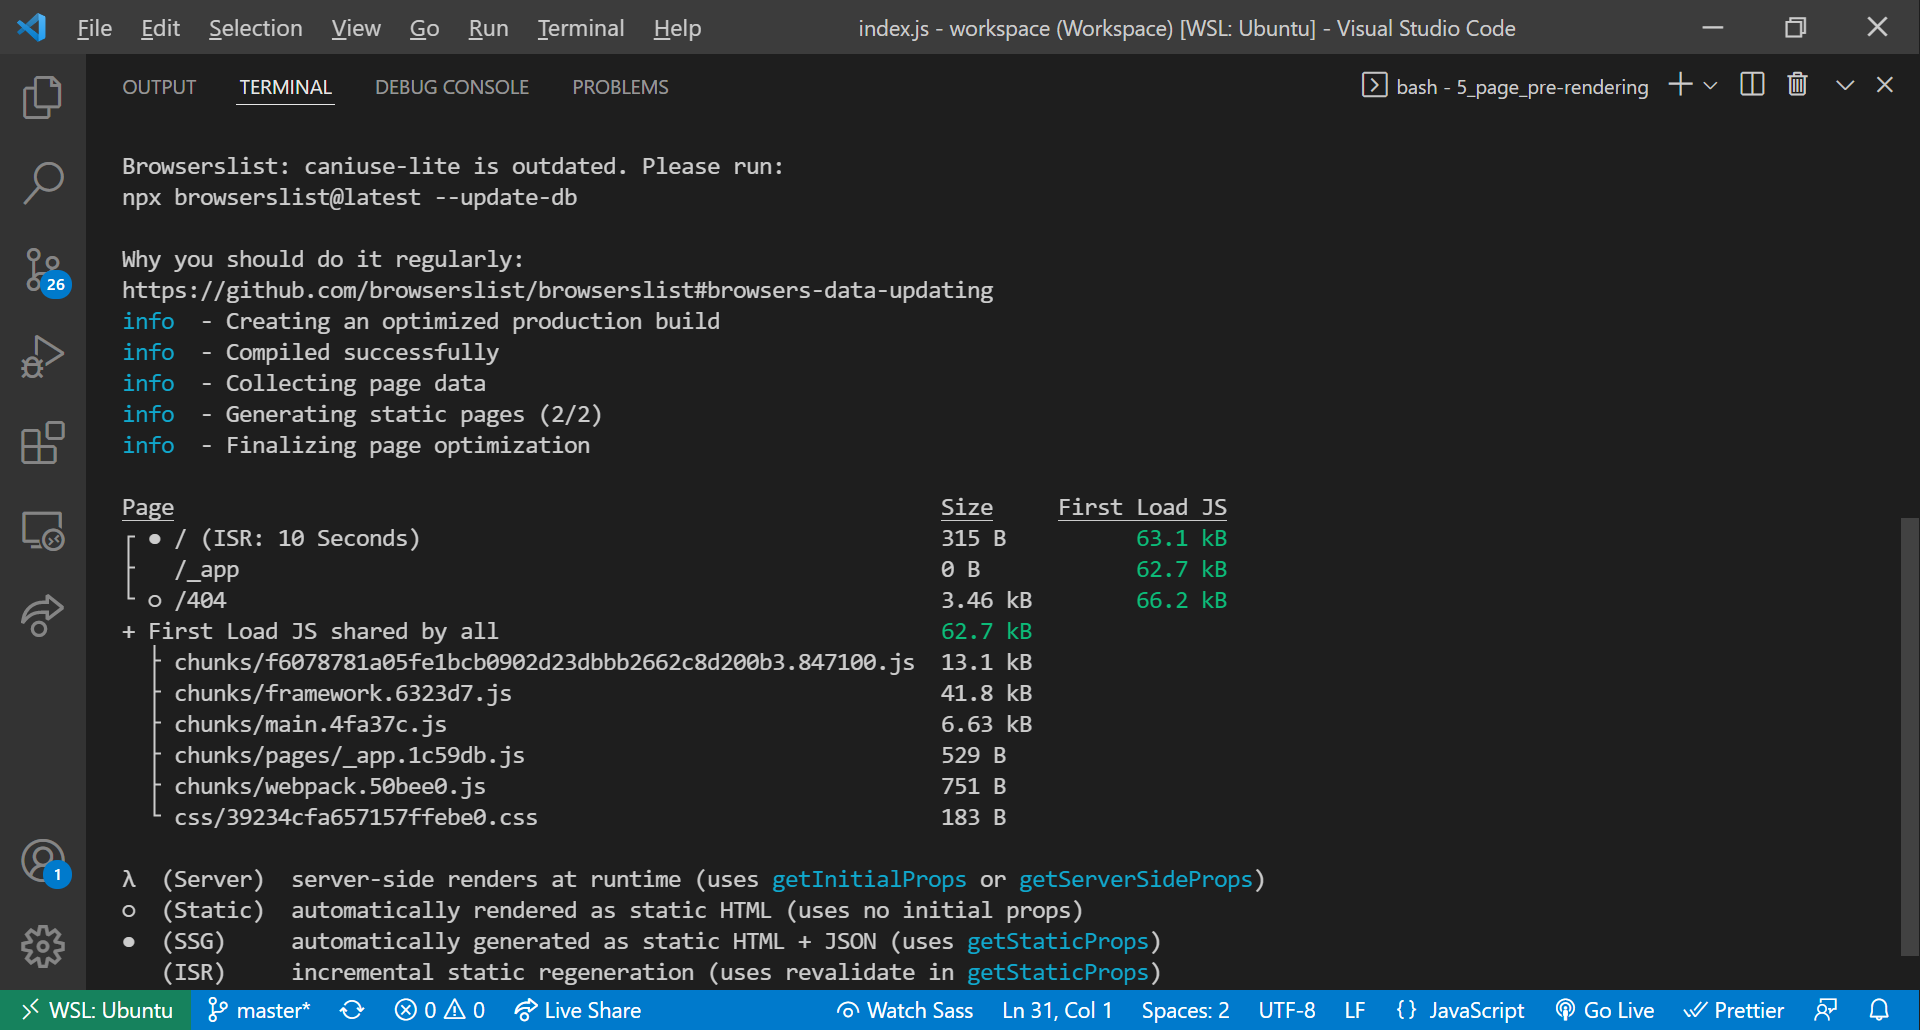 File Edit Selection View Go Run Terminal Help index.js - workspace (Workspace) [WSL: Ubuntu] - Visual Studio Code
OUTPUT TERMINAL DEBUG CONSOLE PROBLEMS bash - 5_page_pre-rendering
Browserslist: caniuse-lite is outdated. Please run:
npx browserslist@latest --update-db
Why you should do it regularly:
https://github.com/browserslist/browserslist#browsers-data-updating
info - Creating an optimized production build
info - Compiled successfully
info - Collecting page data
info - Generating static pages (2/2)
info - Finalizing page optimization
Page Size First Load JS
┌ ● / (ISR: 10 Seconds) 315 B 63.1 kB
├ /_app 0 B 62.7 kB
└ ○ /404 3.46 kB 66.2 kB
+ First Load JS shared by all 62.7 kB
├ chunks/f6078781a05fe1bcb0902d23dbbb2662c8d200b3.847100.js 13.1 kB
├ chunks/framework.6323d7.js 41.8 kB
├ chunks/main.4fa37c.js 6.63 kB
├ chunks/pages/_app.1c59db.js 529 B
├ chunks/webpack.50bee0.js 751 B
└ css/39234cfa657157ffebe0.css 183 B
λ (Server) server-side renders at runtime (uses getInitialProps or getServerSideProps)
○ (Static) automatically rendered as static HTML (uses no initial props)
● (SSG) automatically generated as static HTML + JSON (uses getStaticProps)
(ISR) incremental static regeneration (uses revalidate in getStaticProps)
26
1
WSL: Ubuntu master* 0 0 Live Share Watch Sass Ln 31, Col 1 Spaces: 2 UTF-8 LF {} JavaScript Go Live Prettier